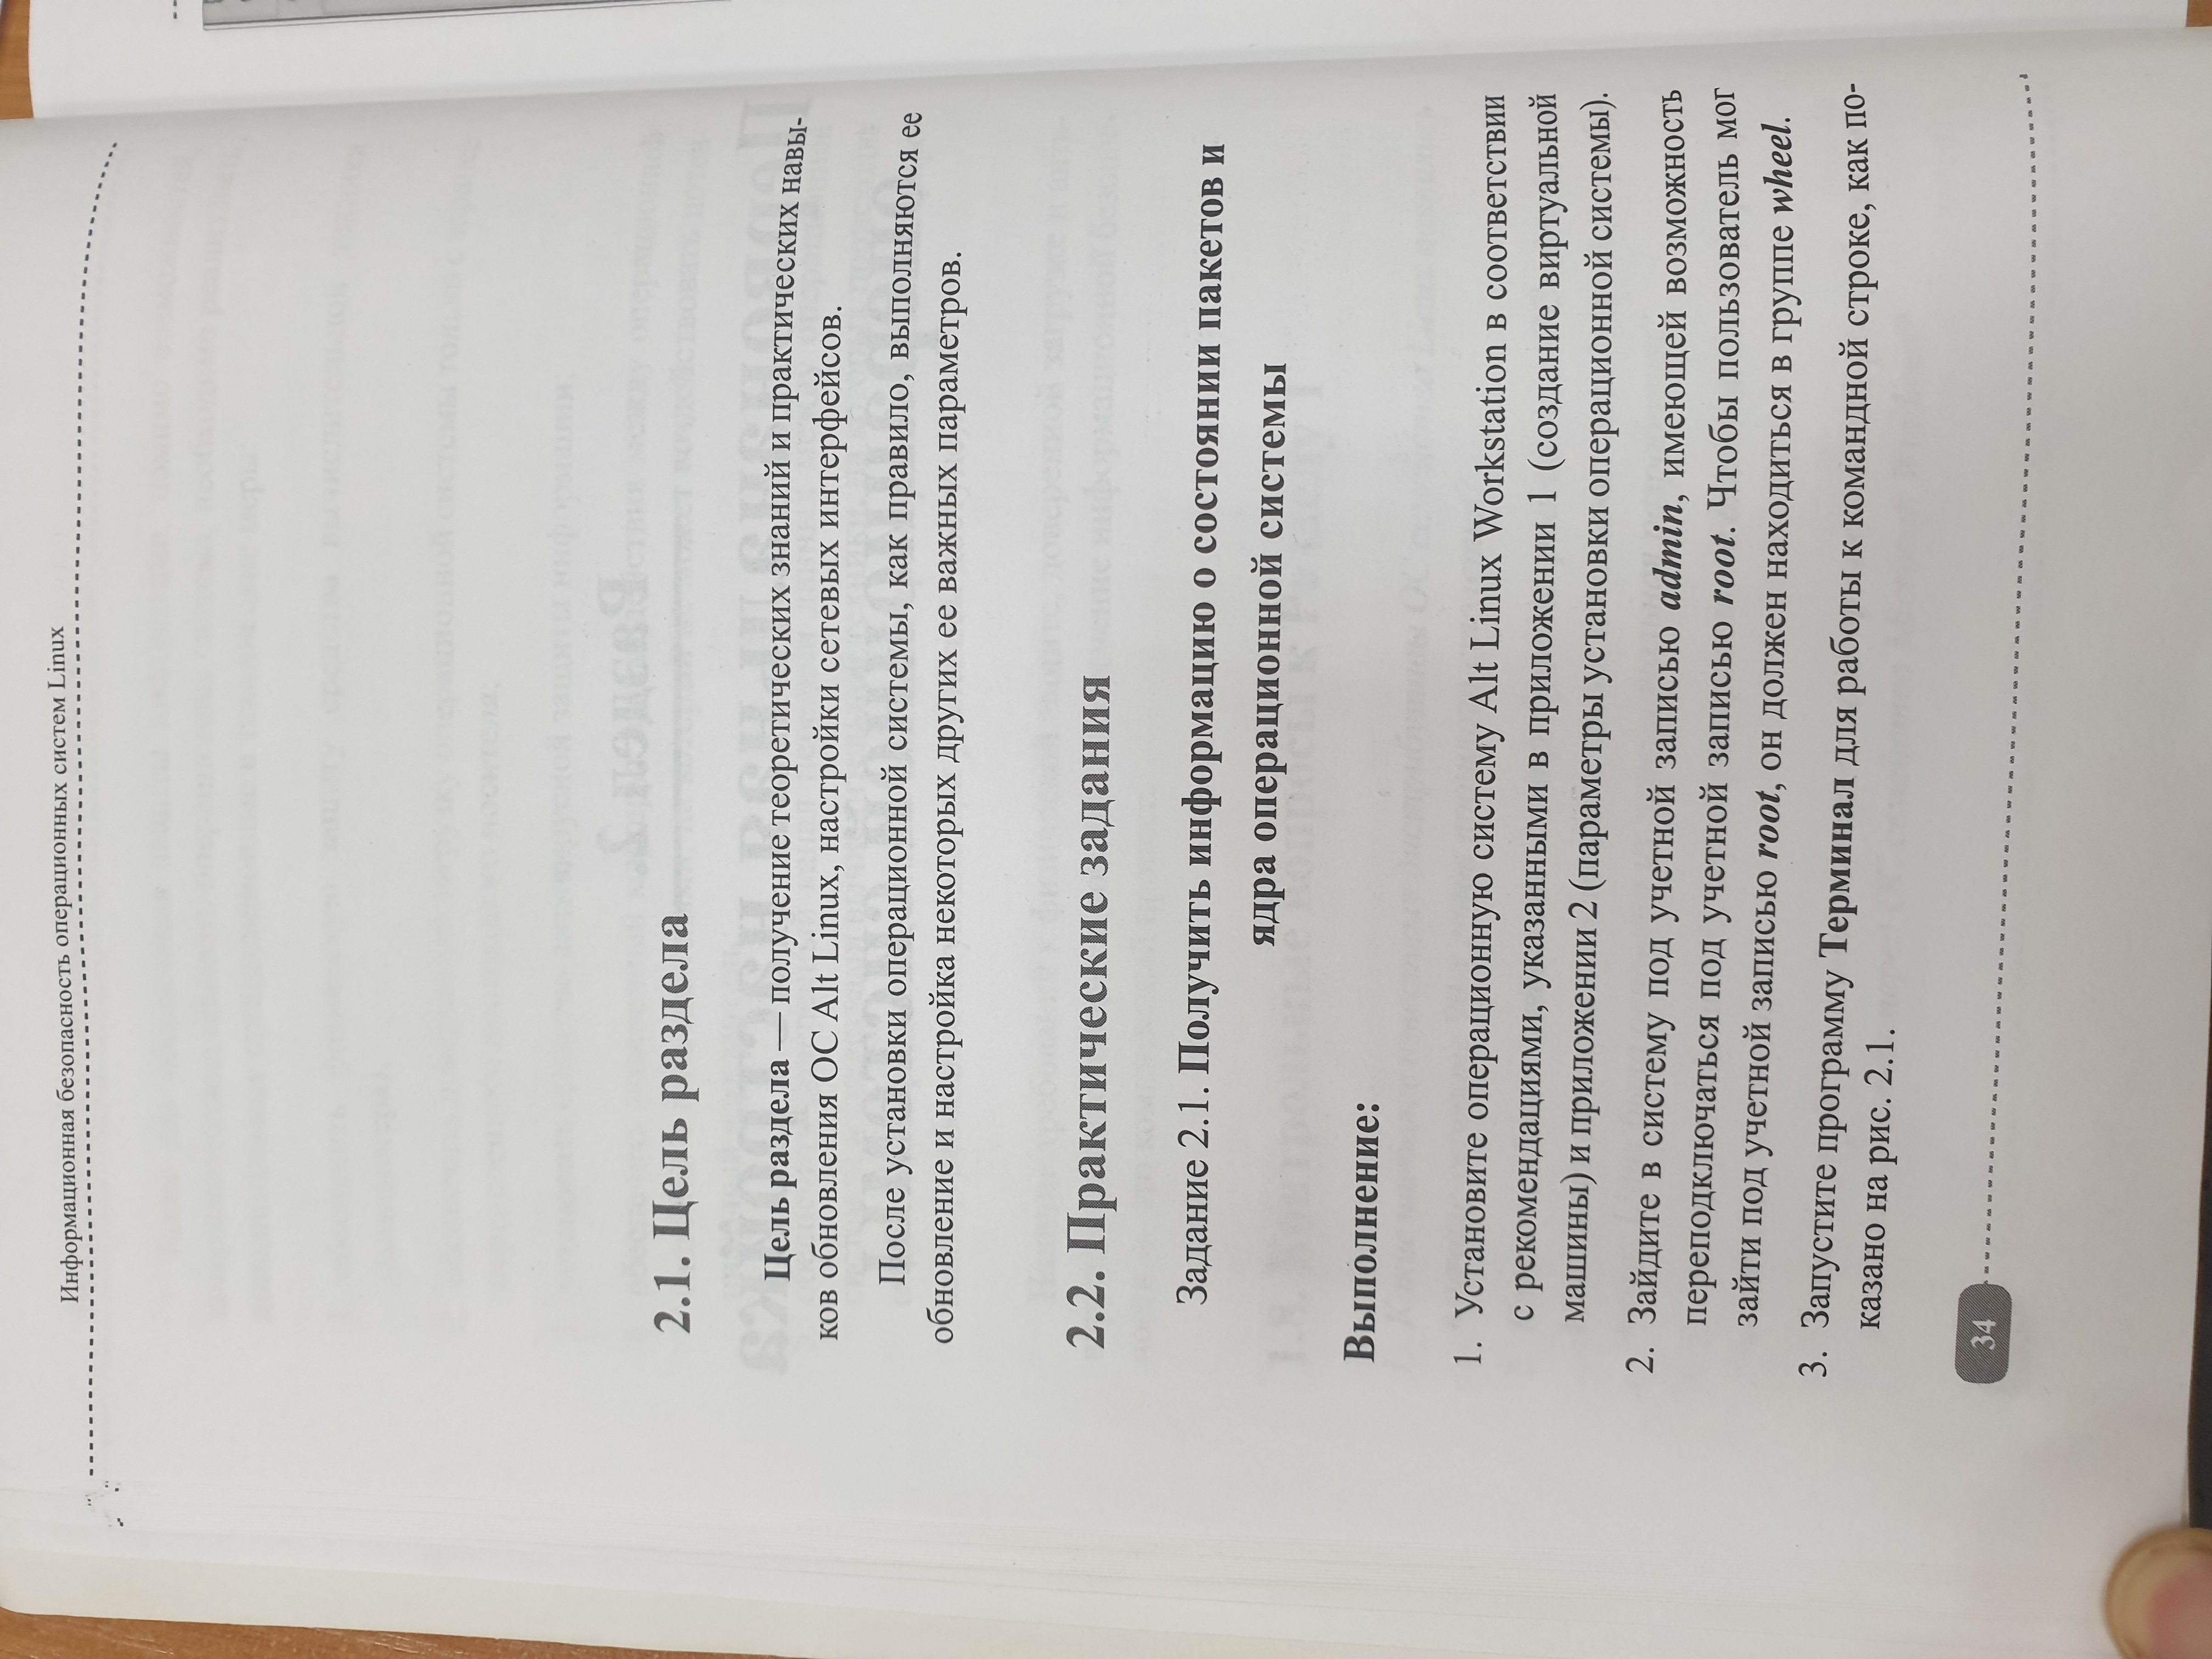 Информационная безопасность операционных систем Linux
2.1. Цель раздела
Цель раздела — получение теоретических знаний и практических навы-
ков обновления ОС Alt Linux, настройки сетевых интерфейсов.
После установки операционной системы, как правило, выполняются ее
обновление и настройка некоторых других ее важных параметров.
2.2. Практические задания
Задание 2.1. Получить информацию о состоянии пакетов и
ядра операционной системы
Выполнение:
1. Установите операционную систему Alt Linux Workstation в соответствии
с рекомендациями, указанными в приложении 1 (создание виртуальной
машины) и приложении 2 (параметры установки операционной системы).
2. Зайдите в систему под учетной записью admin, имеющей возможность
переподключаться под учетной записью root. Чтобы пользователь мог
зайти под учетной записью root, он должен находиться в группе wheel.
3. Запустите программу Терминал для работы к командной строке, как по-
казано на рис. 2.1.
34